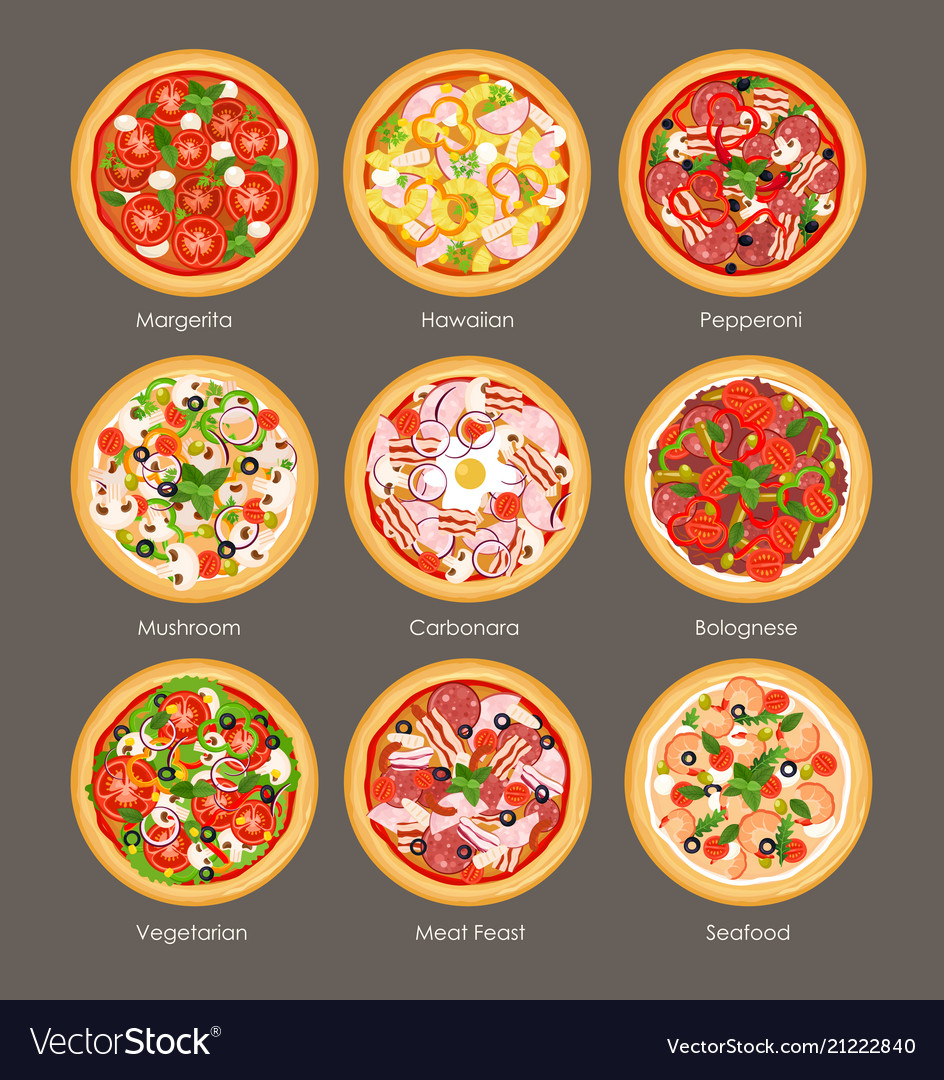 Margerita
Hawaiian
Pepperoni
Mushroom
Carbonara
Bolognese
Vegetarian
Meat Feast
Seafood
VectorStock®
VectorStock.com/21222840